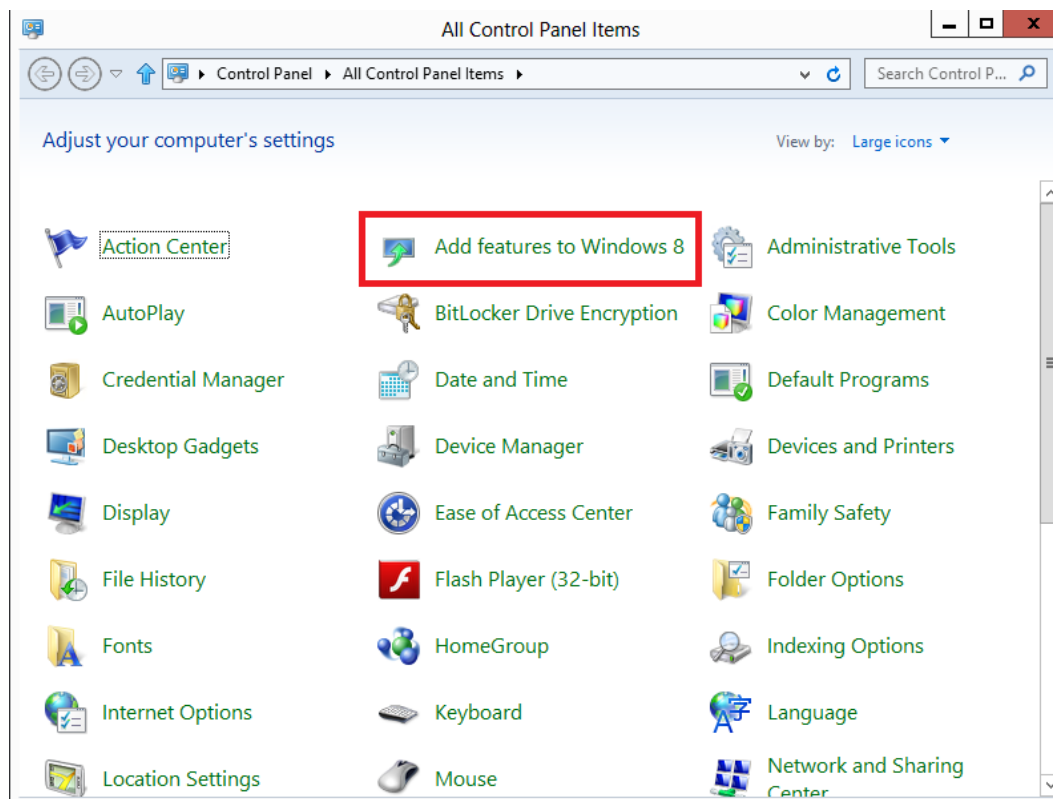 All Control Panel Items
Control Panel All Control Panel Items
Search Control P...
Adjust your computer's settings
View by: Large icons
Action Center
Add features to Windows 8
Administrative Tools
AutoPlay
BitLocker Drive Encryption
Color Management
Credential Manager
Date and Time
Default Programs
Desktop Gadgets
Device Manager
Devices and Printers
Display
Ease of Access Center
Family Safety
File History
Flash Player (32-bit)
Folder Options
Fonts
HomeGroup
Indexing Options
Internet Options
Keyboard
Language
Location Settings
Mouse
Network and Sharing
Center